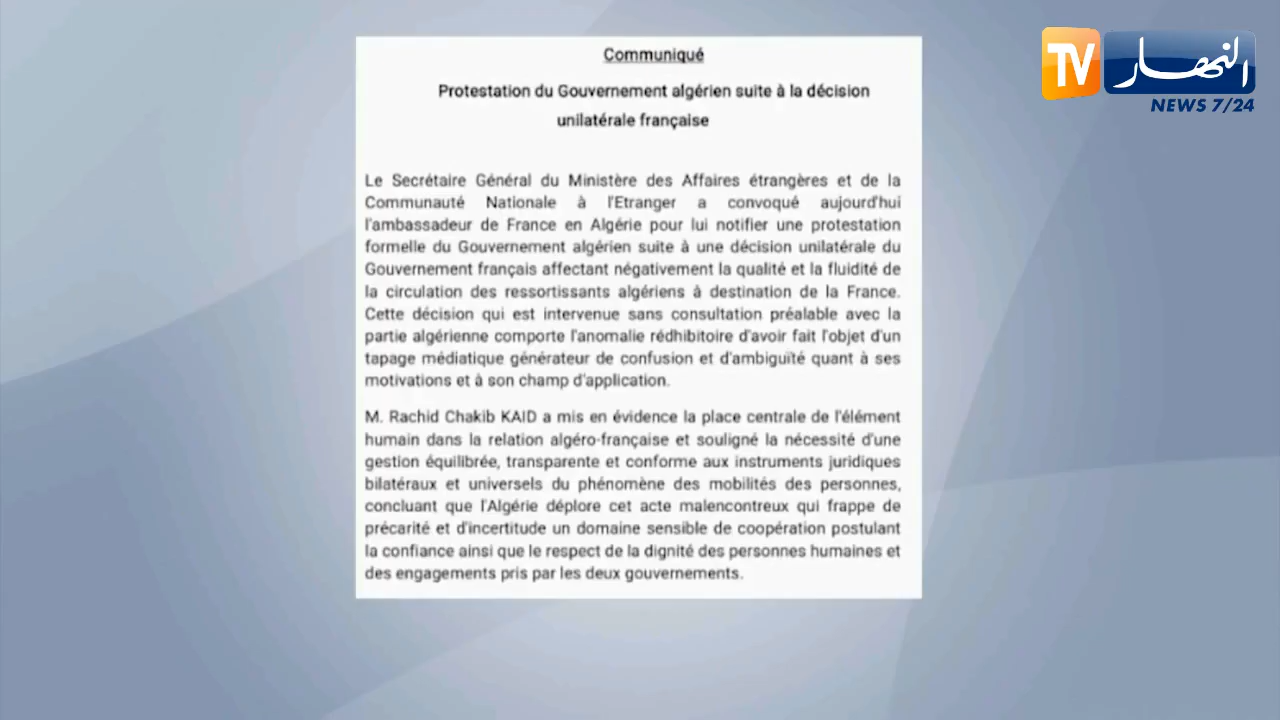 TV النهار
NEWS 7/24
Communiqué
Protestation du Gouvernement algérien suite à la décision
unilatérale française
Le Secrétaire Général du Ministère des Affaires étrangères et de la
Communauté Nationale à l'Etranger a convoqué aujourd'hui
l'ambassadeur de France en Algérie pour lui notifier une protestation
formelle du Gouvernement algérien suite à une décision unilatérale du
Gouvernement français affectant négativement la qualité et la fluidité de
la circulation des ressortissants algériens à destination de la France.
Cette décision qui est intervenue sans consultation préalable avec la
partie algérienne comporte l'anomalie rédhibitoire d'avoir fait l'objet d'un
tapage médiatique générateur de confusion et d'ambiguïté quant à ses
motivations et à son champ d'application.
M. Rachid Chakib KAID a mis en évidence la place centrale de l'élément
humain dans la relation algéro-française et souligné la nécessité d'une
gestion équilibrée, transparente et conforme aux instruments juridiques
bilatéraux et universels du phénomène des mobilités des personnes,
concluant que l'Algérie déplore cet acte malencontreux qui frappe de
précarité et d'incertitude un domaine sensible de coopération postulant
la confiance ainsi que le respect de la dignité des personnes humaines et
des engagements pris par les deux gouvernements.